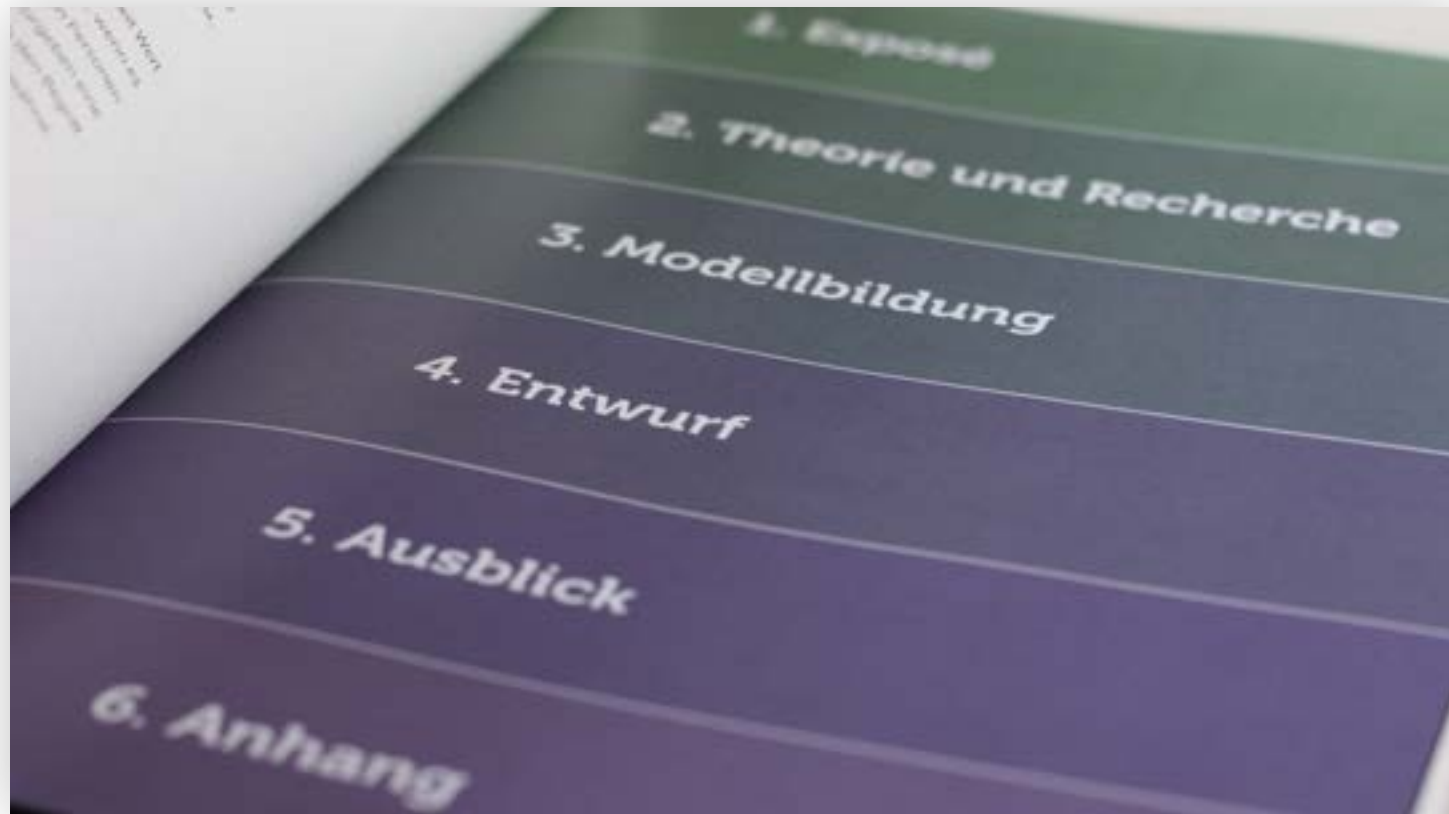 1. Exposé
2. Theorie und Recherche
3. Modellbildung
4. Entwurf
5. Ausblick
6. Anhang